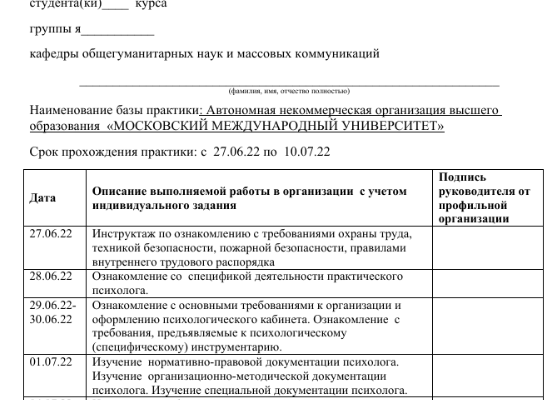 студента(ки)____ курса
группы я___________
кафедры общегуманитарных наук и массовых коммуникаций
(фамилия, имя, отчество полностью)
Наименование базы практики: Автономная некоммерческая организация высшего
образования «МОСКОВСКИЙ МЕЖДУНАРОДНЫЙ УНИВЕРСИТЕТ»
Срок прохождения практики: с 27.06.22 по 10.07.22
Дата
Описание выполняемой работы в организации с учетом
индивидуального задания
Подпись
руководителя от
профильной
организации
27.06.22
Инструктаж по ознакомлению с требованиями охраны труда,
техникой безопасности, пожарной безопасности, правилами
внутреннего трудового распорядка
28.06.22
Ознакомление со спецификой деятельности практического
психолога.
29.06.22-
30.06.22
Ознакомление с основными требованиями к организации и
оформлению психологического кабинета. Ознакомление с
требования, предъявляемые к психологическому
(специфическому) инструментарию.
01.07.22
Изучение нормативно-правовой документации психолога.
Изучение организационно-методической документации
психолога. Изучение специальной документации психолога.